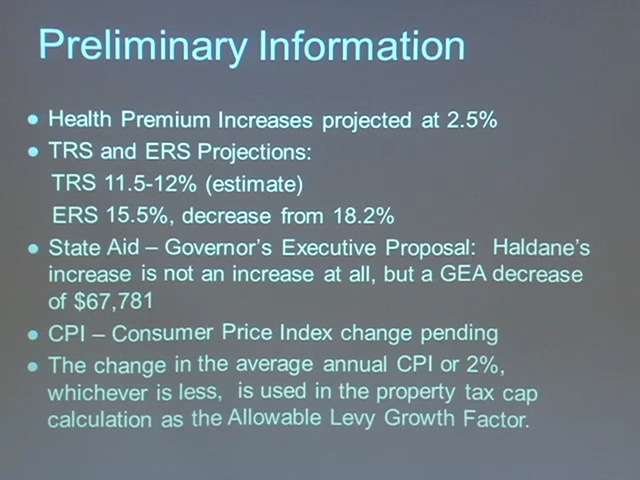 Preliminary Information
● Health Premium Increases projected at 2.5%
● TRS and ERS Projections:
TRS 11.5-12% (estimate)
ERS 15.5%, decrease from 18.2%
● State Aid – Governor's Executive Proposal:  Haldane's
increase is not an increase at all, but a GEA decrease
of $67,781
● CPI – Consumer Price Index change pending
● The change in the average annual CPI or 2%,
whichever is less,  is used in the property tax cap
calculation as the Allowable Levy Growth Factor.